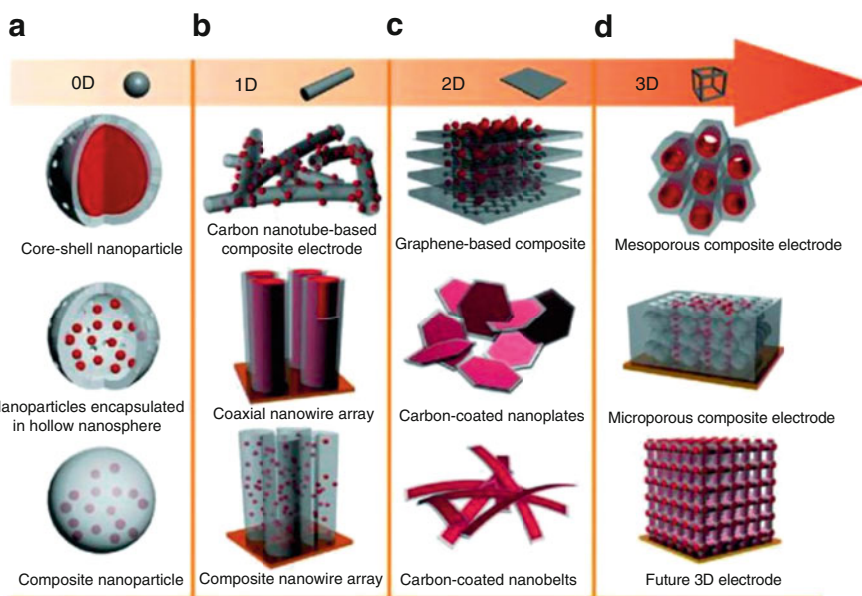 a
b
c
d
0D
1D
2D
3D
Core-shell nanoparticle
Carbon nanotube-based
composite electrode
Graphene-based composite
Mesoporous composite electrode
anoparticles encapsulated
in hollow nanosphere
Coaxial nanowire array
Carbon-coated nanoplates
Microporous composite electrode
Composite nanoparticle
Composite nanowire array
Carbon-coated nanobelts
Future 3D electrode